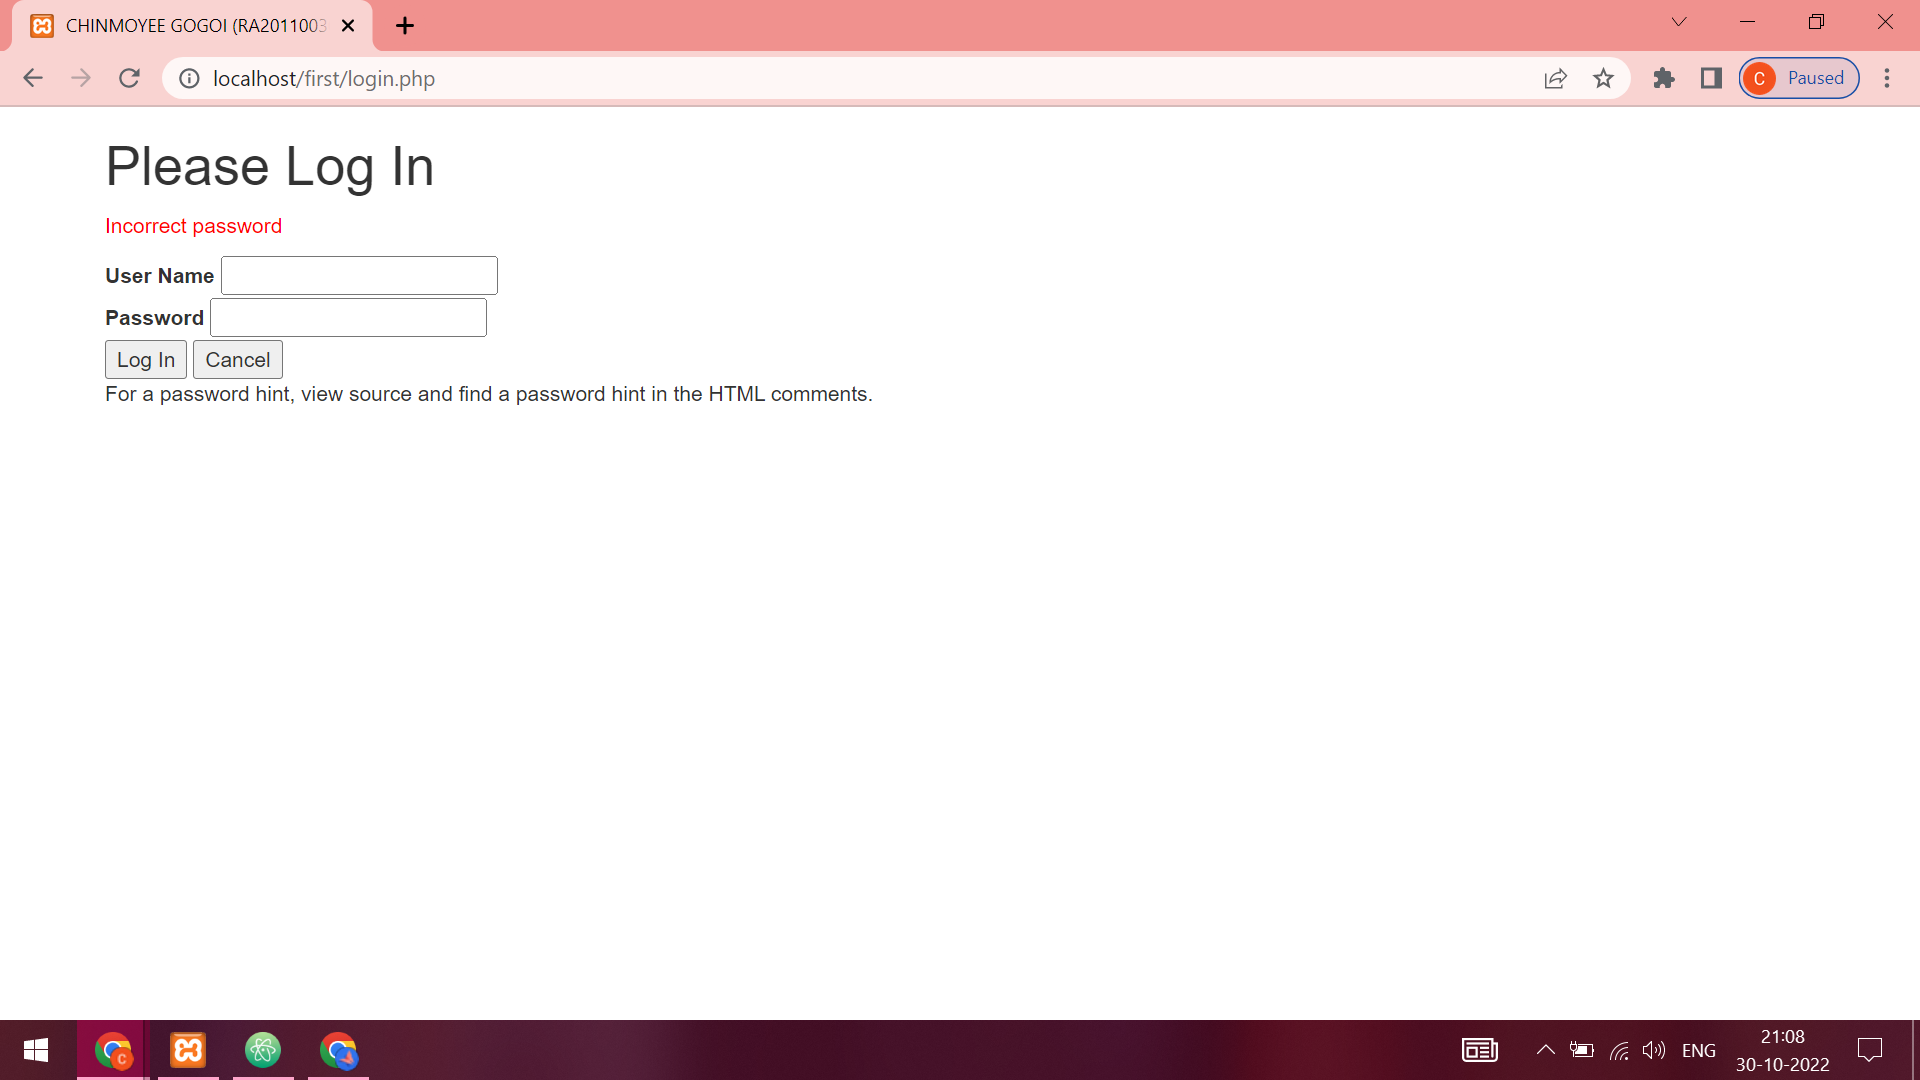 CHINMOYEE GOGOI (RA2011003
localhost/first/login.php
C Paused
Please Log In
Incorrect password
User Name
Password
Log In Cancel
For a password hint, view source and find a password hint in the HTML comments.
C
ENG
21:08
30-10-2022